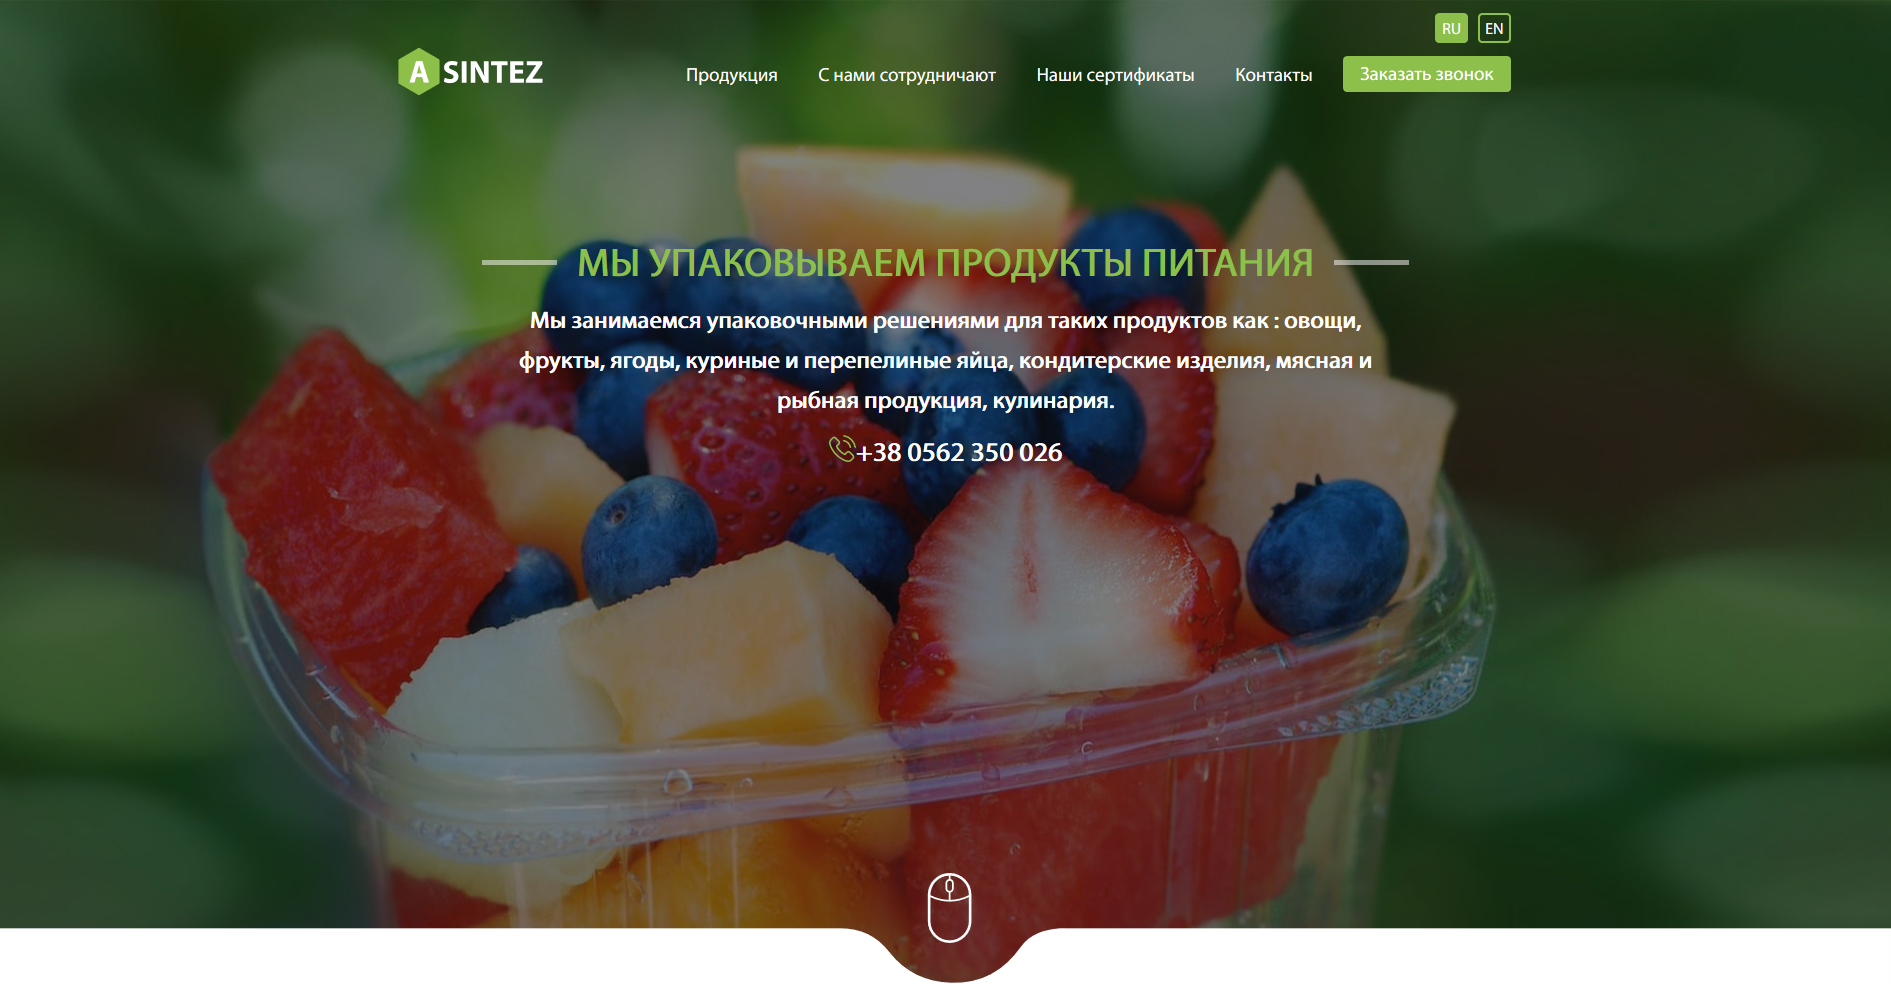 RU EN
A SINTEZ
Продукция С нами сотрудничают Наши сертификаты Контакты Заказать звонок
МЫ УПАКОВЫВАЕМ ПРОДУКТЫ ПИТАНИЯ
Мы занимаемся упаковочными решениями для таких продуктов как : овощи,
фрукты, ягоды, куриные и перепелиные яйца, кондитерские изделия, мясная и
рыбная продукция, кулинария.
+38 0562 350 026